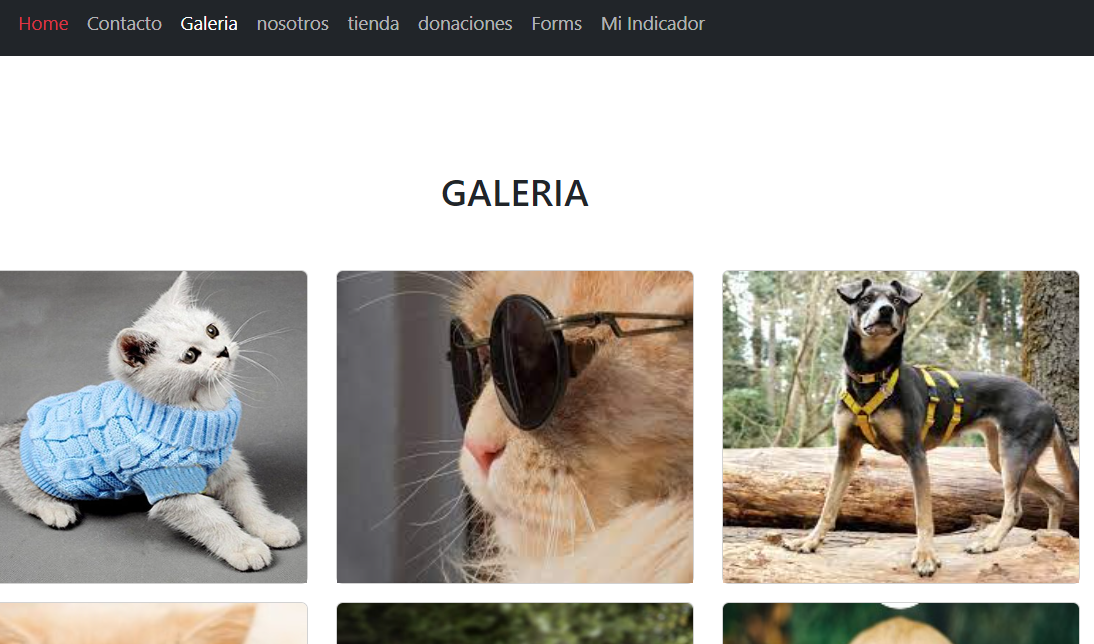 Home Contacto Galeria nosotros tienda donaciones Forms Mi Indicador
GALERIA